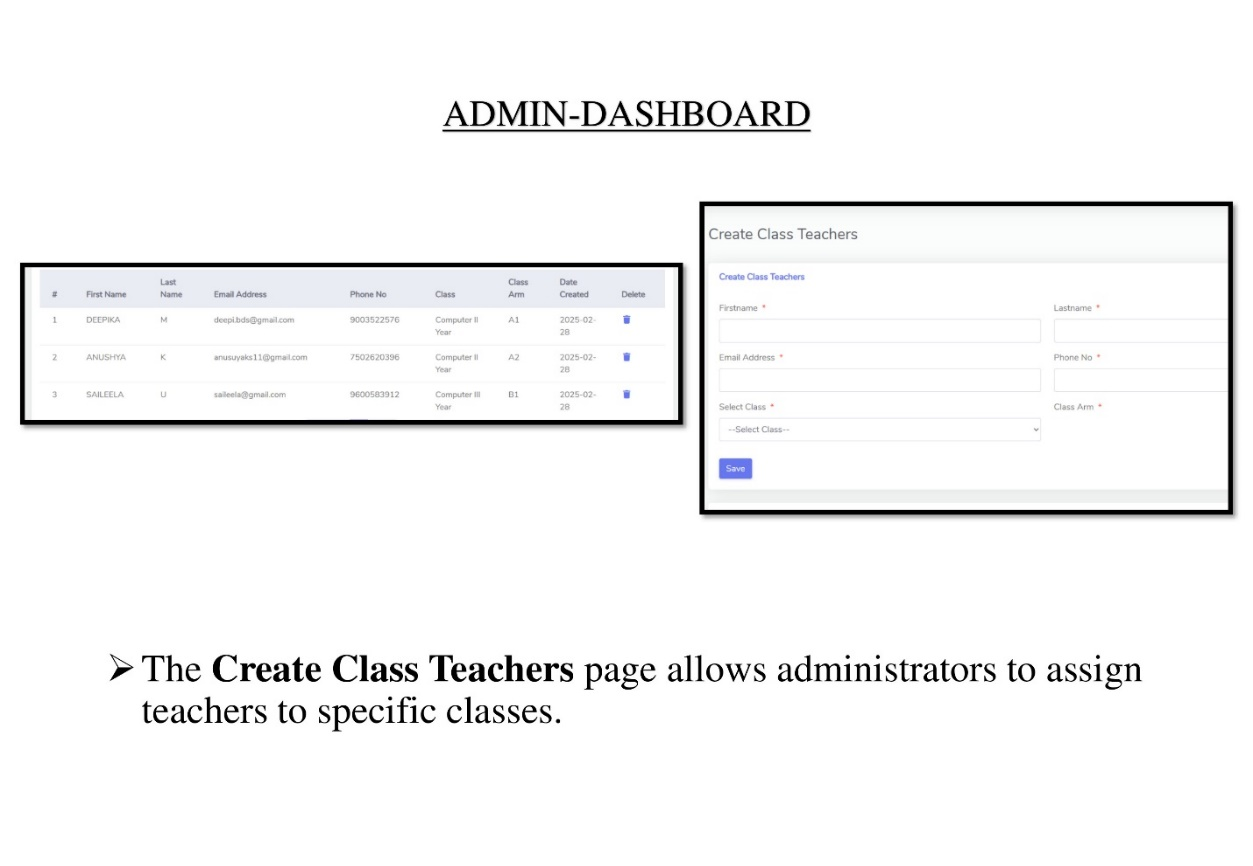 ADMIN-DASHBOARD
# First Name Last Name Email Address Phone No Class Class Arm Date Created Delete
1 DEEPIKA M deepi.bds@gmail.com 9003522576 Computer II Year A1 2025-02-28
2 ANUSHYA K anusuyaks11@gmail.com 7502620396 Computer II Year A2 2025-02-28
3 SAILEELA U saileela@gmail.com 9600583912 Computer III Year B1 2025-02-28
Create Class Teachers
Create Class Teachers
Firstname * Lastname *
Email Address * Phone No *
Select Class * Class Arm *
--Select Class--
Save
➢ The Create Class Teachers page allows administrators to assign
teachers to specific classes.